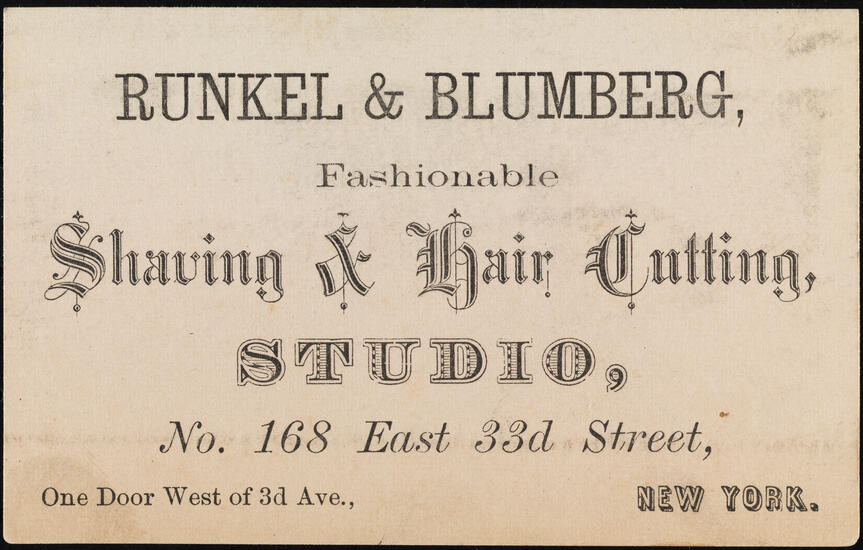 RUNKEL & BLUMBERG,
Fashionable
Shaving & Hair Cutting,
STUDIO,
No. 168 East 33d Street,
One Door West of 3d Ave., NEW YORK.